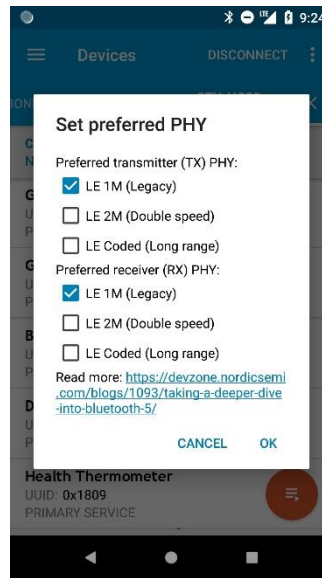 9:24
Devices
DISCONNECT
Set preferred PHY
Preferred transmitter (TX) PHY:
LE 1M (Legacy)
LE 2M (Double speed)
LE Coded (Long range)
Preferred receiver (RX) PHY:
LE 1M (Legacy)
LE 2M (Double speed)
LE Coded (Long range)
Read more: https://devzone.nordicsemi
.com/blogs/1093/taking-a-deeper-dive
-into-bluetooth-5/
CANCEL OK
Health Thermometer
UUID: 0x1809
PRIMARY SERVICE